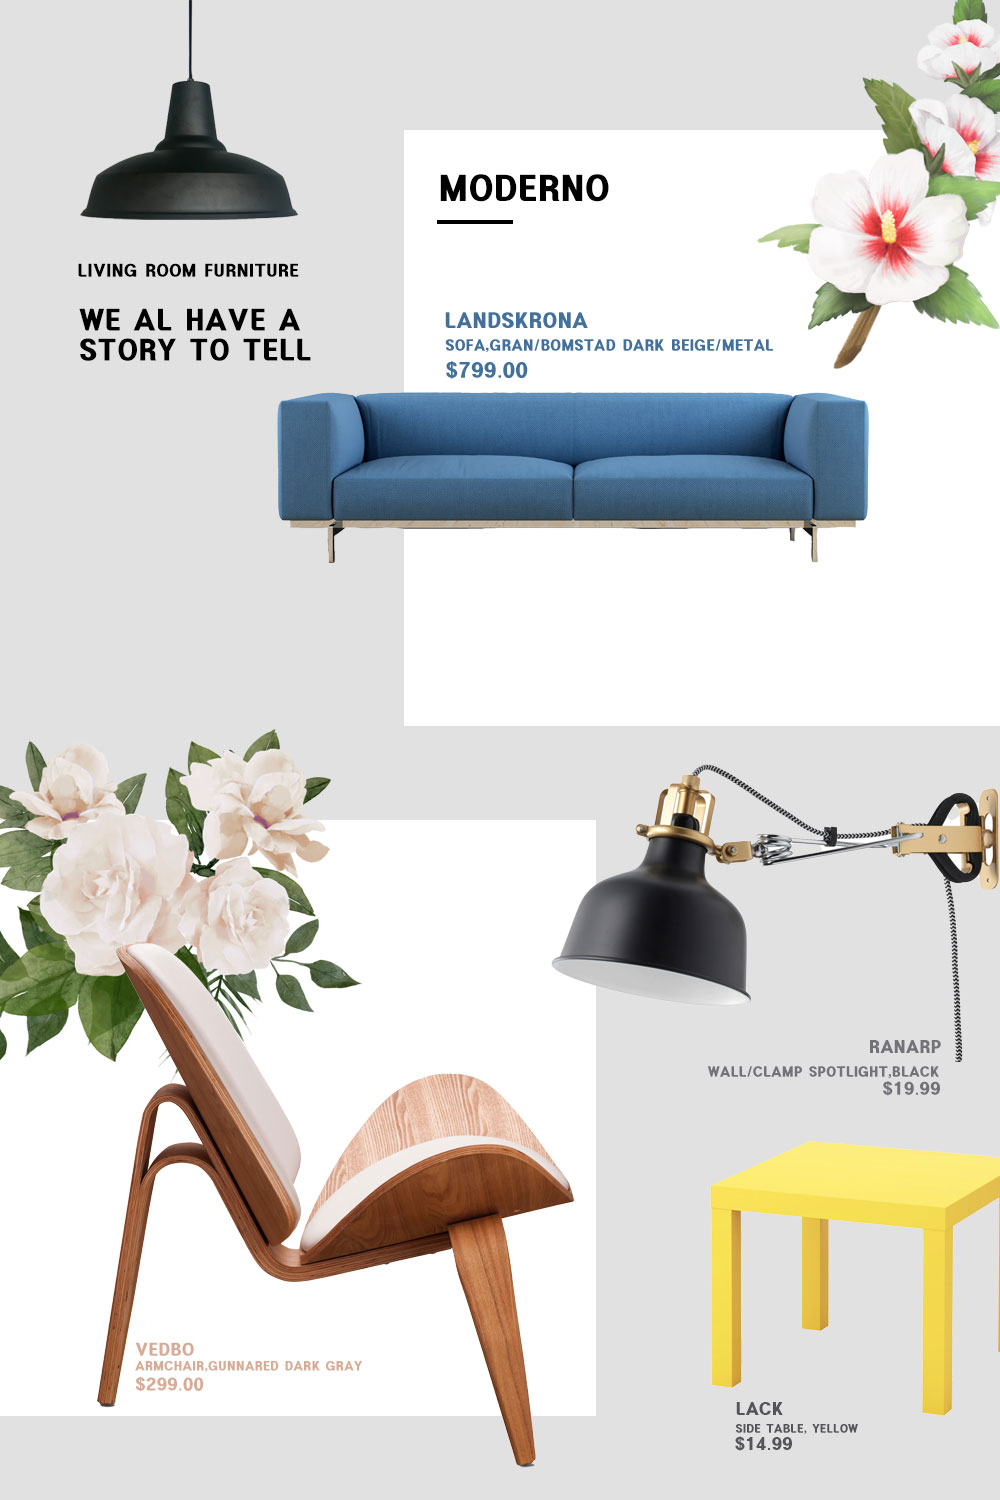 LIVING ROOM FURNITURE
WE AL HAVE A
STORY TO TELL
MODERNO
LANDSKRONA
SOFA,GRAN/BOMSTAD DARK BEIGE/METAL
$799.00
RANARP
WALL/CLAMP SPOTLIGHT,BLACK
$19.99
VEDBO
ARMCHAIR,GUNNARED DARK GRAY
$299.00
LACK
SIDE TABLE, YELLOW
$14.99